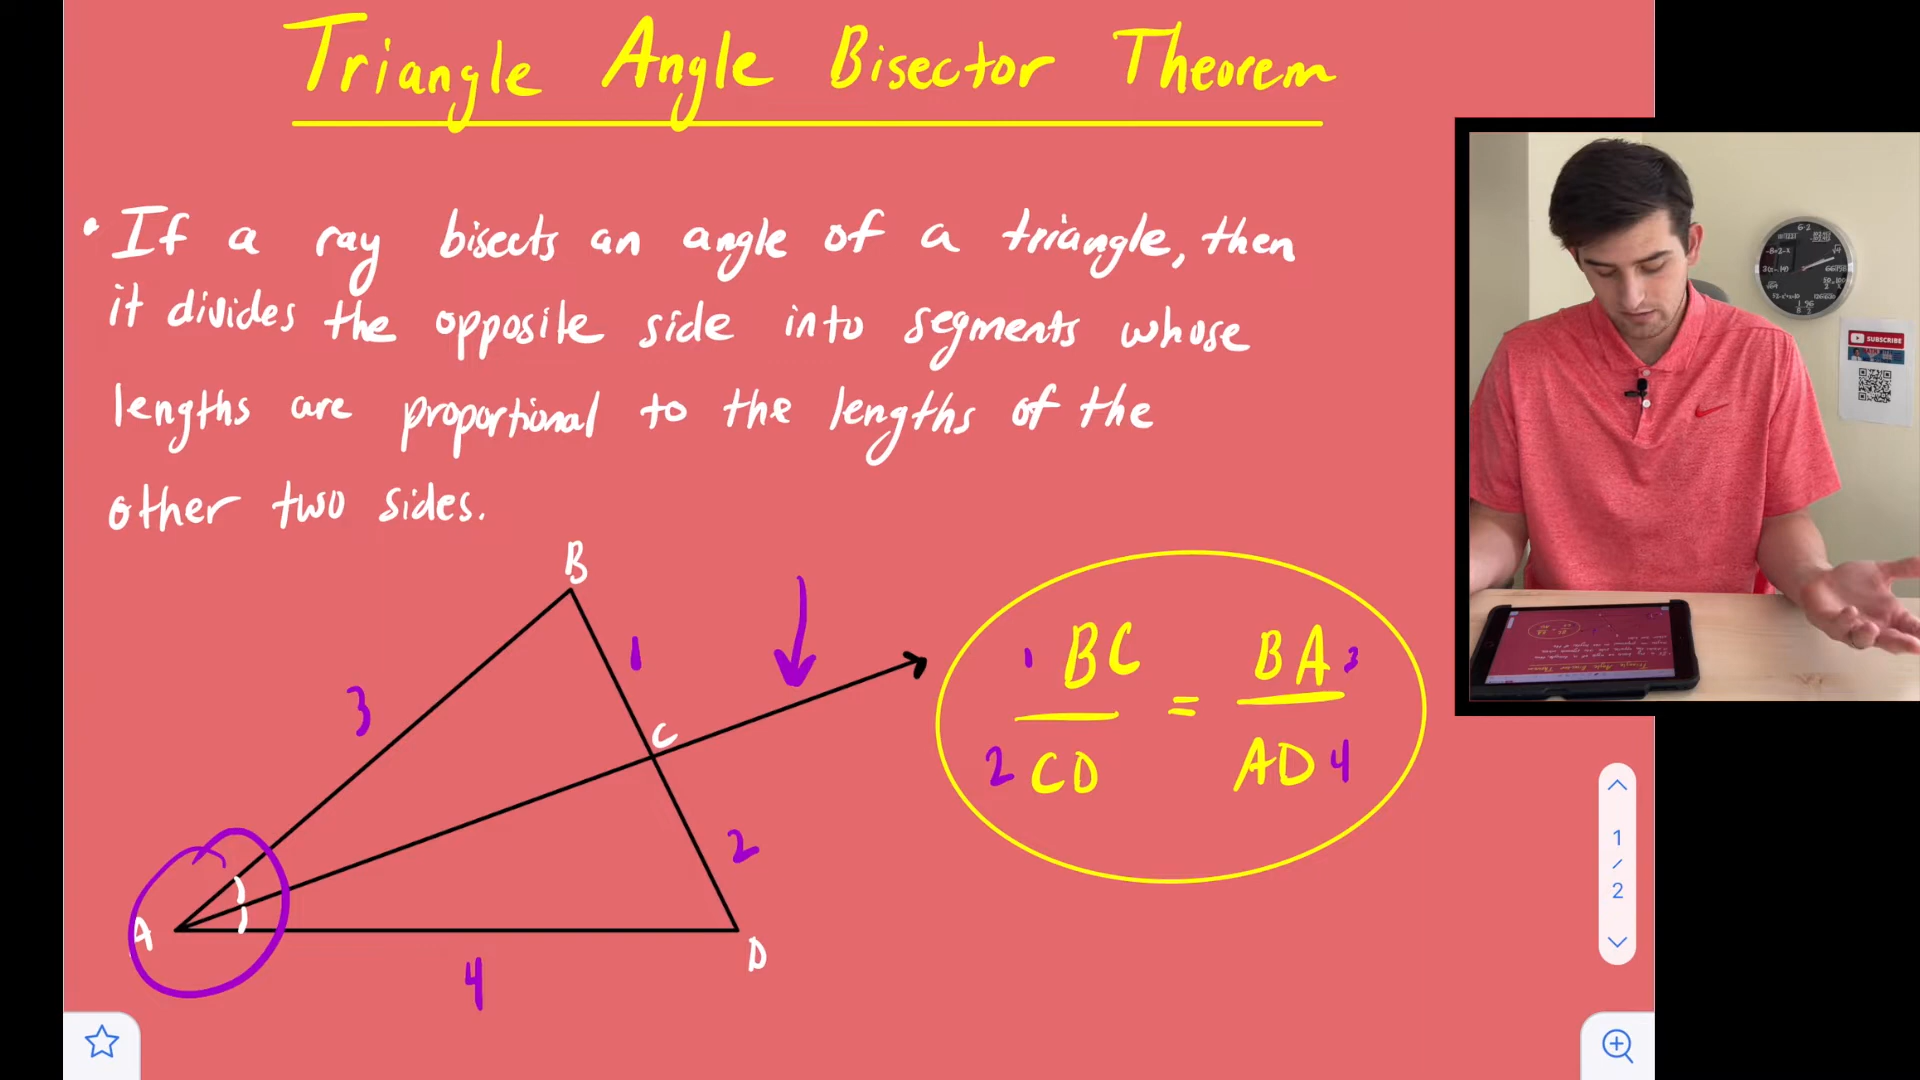 Triangle Angle Bisector Theorem
• If a ray bisects an angle of a triangle, then
it divides the opposite side into segments whose
lengths are proportional to the lengths of the
other two sides.
B
1
3
C
2
A
D
4
1 BC = BA 3
2 CD AD 4
SUBSCRIBE
1
/
2